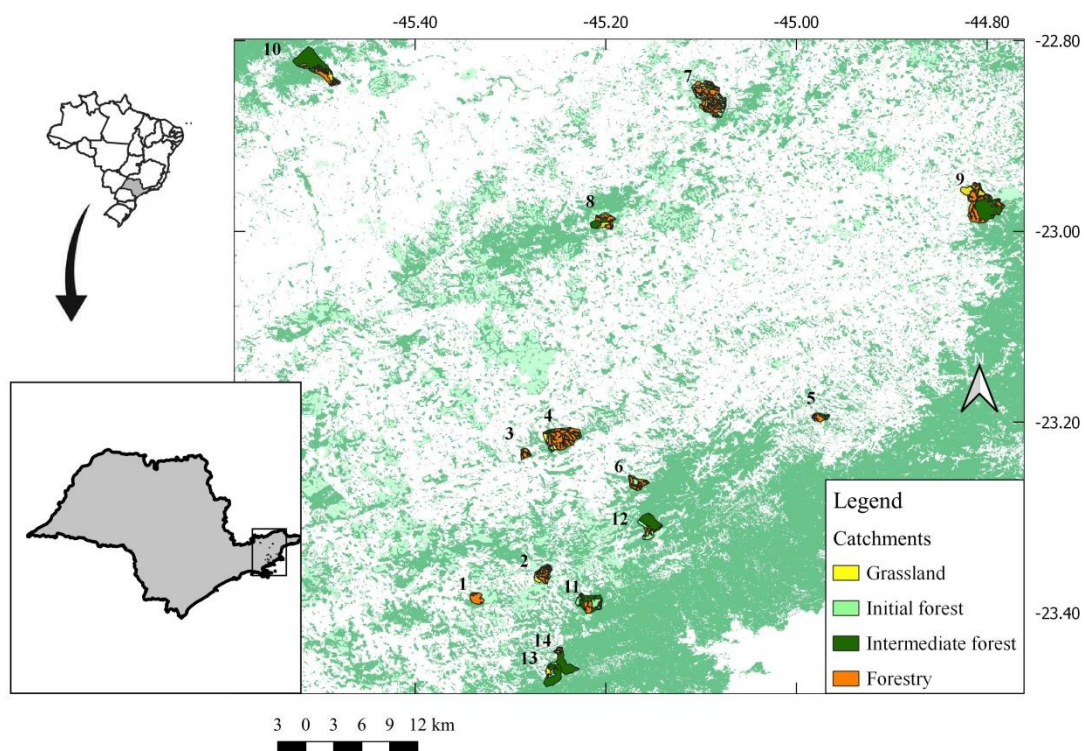 -45.40 -45.20 -45.00 -44.80
-22.80
10
7
9
8
-23.00
5
-23.20
4
3
6
12
2
1
11
-23.40
14
13
N
Legend
Catchments
Grassland
Initial forest
Intermediate forest
Forestry
3 0 3 6 9 12 km